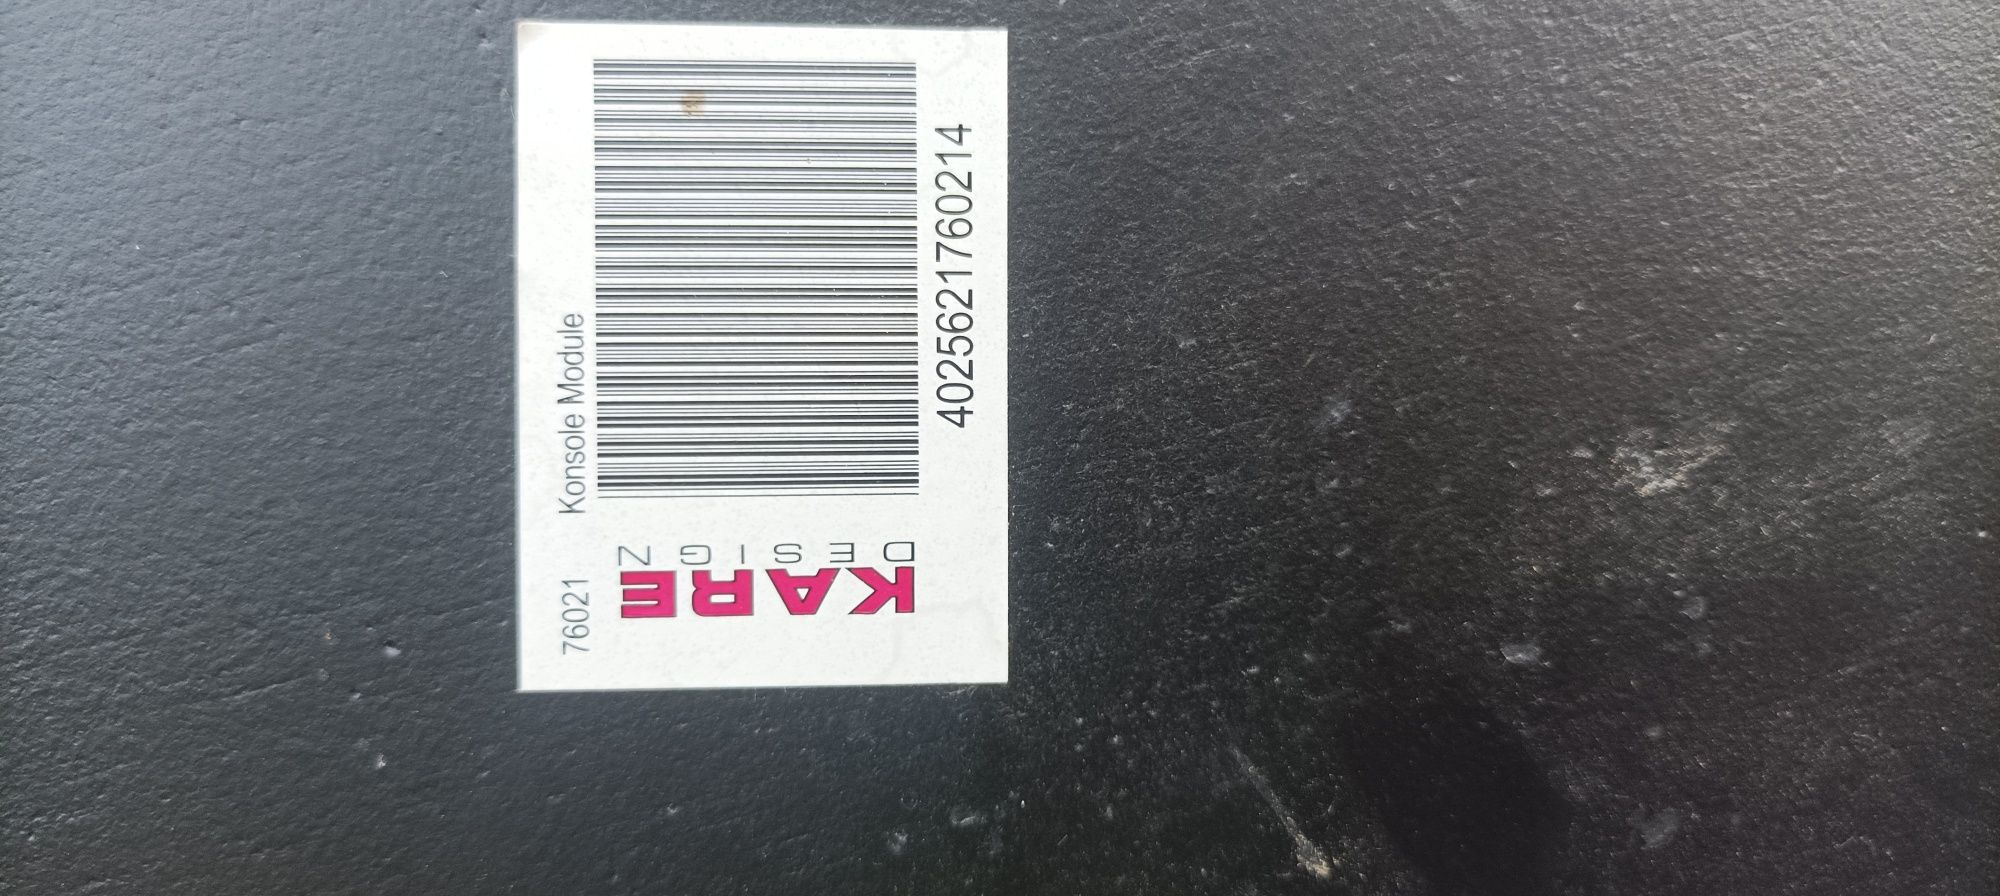 76021 Konsole Module
KARE
DESIGN
4025621760214